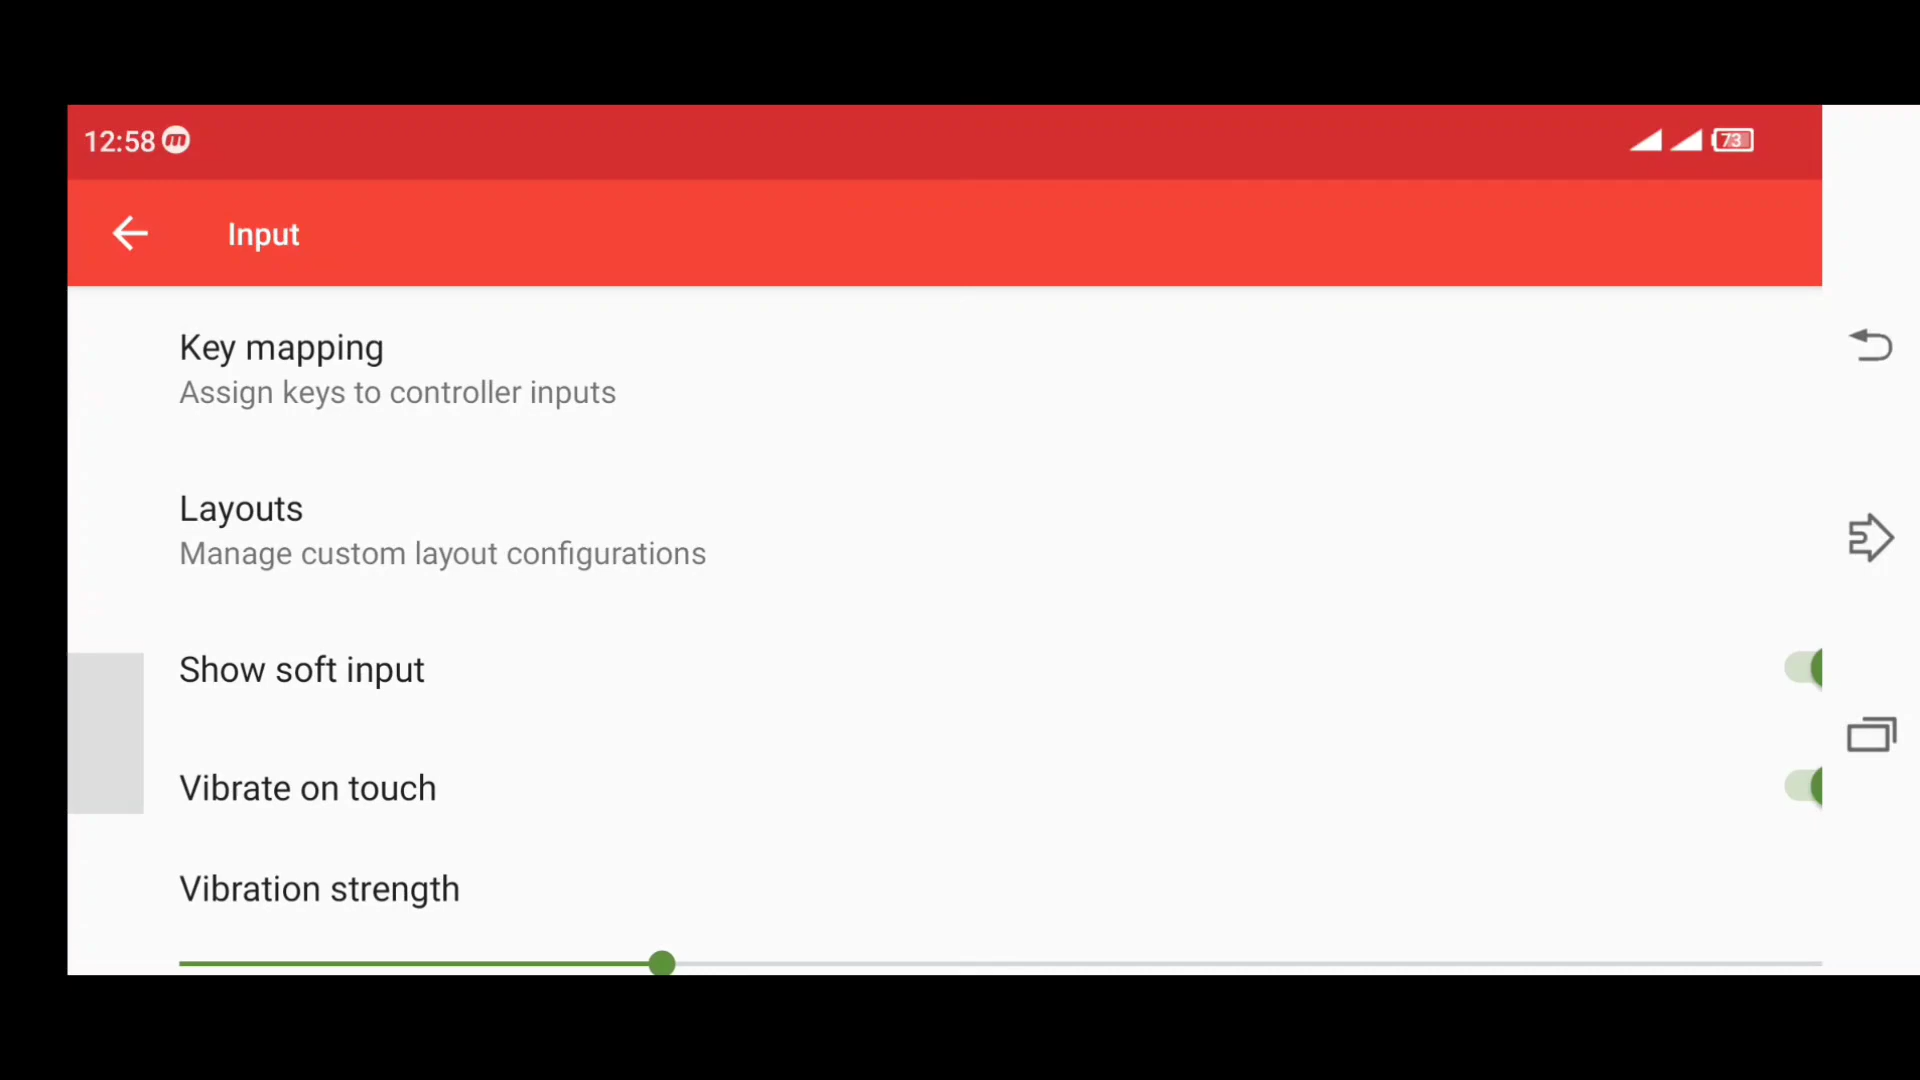 12:58
73
Input
Key mapping
Assign keys to controller inputs
Layouts
Manage custom layout configurations
Show soft input
Vibrate on touch
Vibration strength